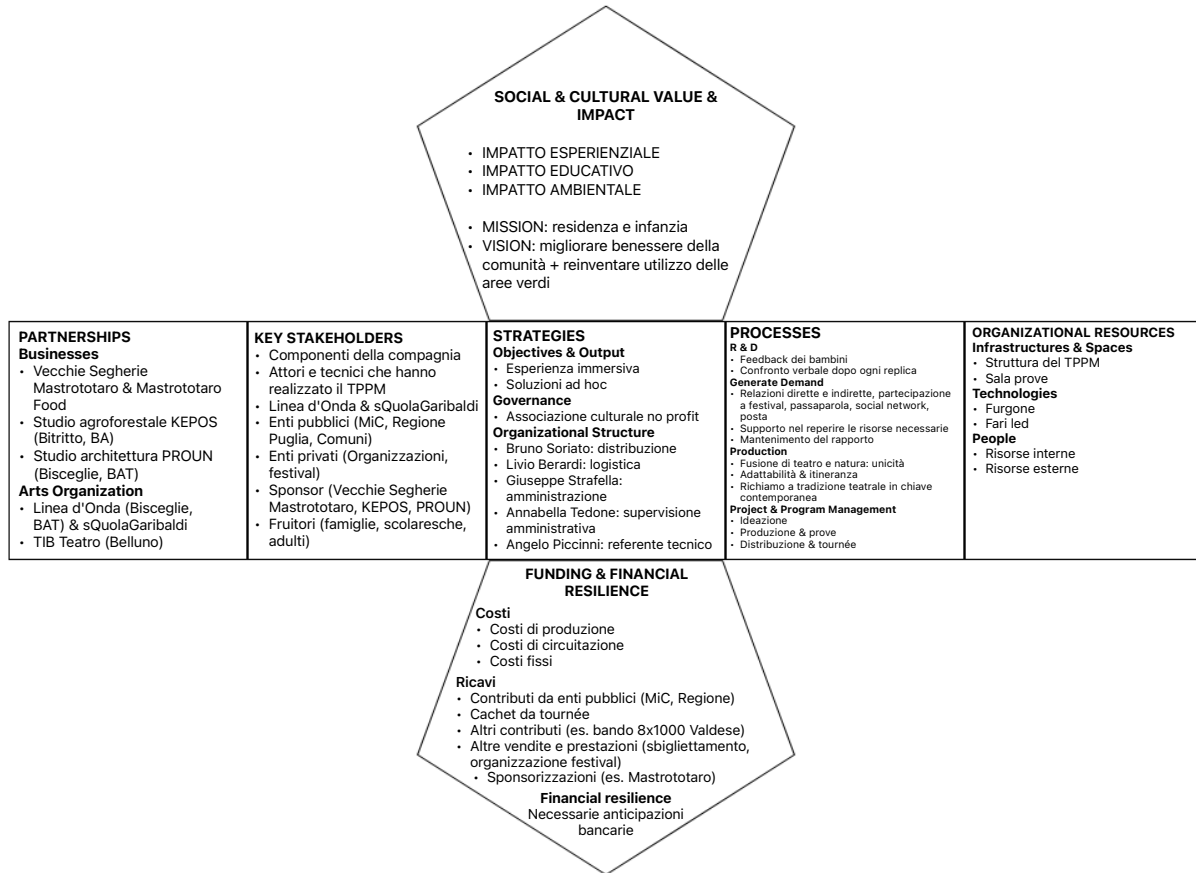 SOCIAL & CULTURAL VALUE &
IMPACT
• IMPATTO ESPERIENZIALE
• IMPATTO EDUCATIVO
• IMPATTO AMBIENTALE
• MISSION: residenza e infanzia
• VISION: migliorare benessere della
comunità + reinventare utilizzo delle
aree verdi
PARTNERSHIPS
Businesses
• Vecchie Segherie
Mastrototaro & Mastrototaro
Food
• Studio agroforestale KEPOS
(Bitritto, BA)
• Studio architettura PROUN
(Bisceglie, BAT)
Arts Organization
• Linea d'Onda (Bisceglie,
BAT) & sQuolaGaribaldi
• TIB Teatro (Belluno)
KEY STAKEHOLDERS
• Componenti della compagnia
• Attori e tecnici che hanno
realizzato il TPPM
• Linea d'Onda & sQuolaGaribaldi
• Enti pubblici (MiC, Regione
Puglia, Comuni)
• Enti privati (Organizzazioni,
festival)
• Sponsor (Vecchie Segherie
Mastrototaro, KEPOS, PROUN)
• Fruitori (famiglie, scolaresche,
adulti)
STRATEGIES
Objectives & Output
• Esperienza immersiva
• Soluzioni ad hoc
Governance
• Associazione culturale no profit
Organizational Structure
• Bruno Soriato: distribuzione
• Livio Berardi: logistica
• Giuseppe Strafella:
amministrazione
• Annabella Tedone: supervisione
amministrativa
• Angelo Piccinni: referente tecnico
PROCESSES
R & D
• Feedback dei bambini
• Confronto verbale dopo ogni replica
Generate Demand
• Relazioni dirette e indirette, partecipazione
a festival, passaparola, social network,
posta
• Supporto nel reperire le risorse necessarie
• Mantenimento del rapporto
Production
• Fusione di teatro e natura: unicità
• Adattabilità & itineranza
• Richiamo a tradizione teatrale in chiave
contemporanea
Project & Program Management
• Ideazione
• Produzione & prove
• Distribuzione & tournée
ORGANIZATIONAL RESOURCES
Infrastructures & Spaces
• Struttura del TPPM
• Sala prove
Technologies
• Furgone
• Fari led
People
• Risorse interne
• Risorse esterne
FUNDING & FINANCIAL
RESILIENCE
Costi
• Costi di produzione
• Costi di circuitazione
• Costi fissi
Ricavi
• Contributi da enti pubblici (MiC, Regione)
• Cachet da tournée
• Altri contributi (es. bando 8x1000 Valdese)
• Altre vendite e prestazioni (sbigliettamento,
organizzazione festival)
• Sponsorizzazioni (es. Mastrototaro)
Financial resilience
Necessarie anticipazioni
bancarie